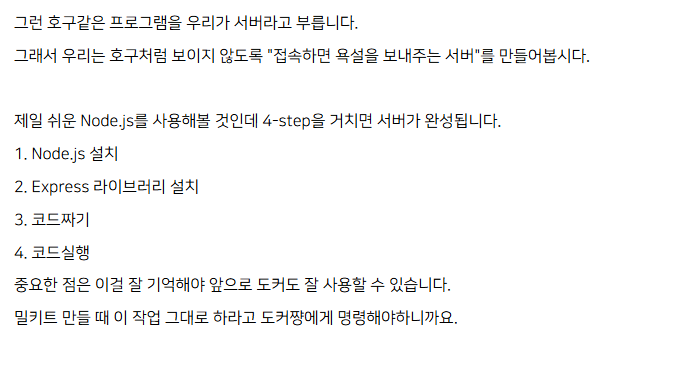 그런 호구같은 프로그램을 우리가 서버라고 부릅니다.
그래서 우리는 호구처럼 보이지 않도록 "접속하면 욕설을 보내주는 서버"를 만들어봅시다.
제일 쉬운 Node.js를 사용해볼 것인데 4-step을 거치면 서버가 완성됩니다.
1. Node.js 설치
2. Express 라이브러리 설치
3. 코드짜기
4. 코드실행
중요한 점은 이걸 잘 기억해야 앞으로 도커도 잘 사용할 수 있습니다.
밀키트 만들 때 이 작업 그대로 하라고 도커쨩에게 명령해야하니까요.